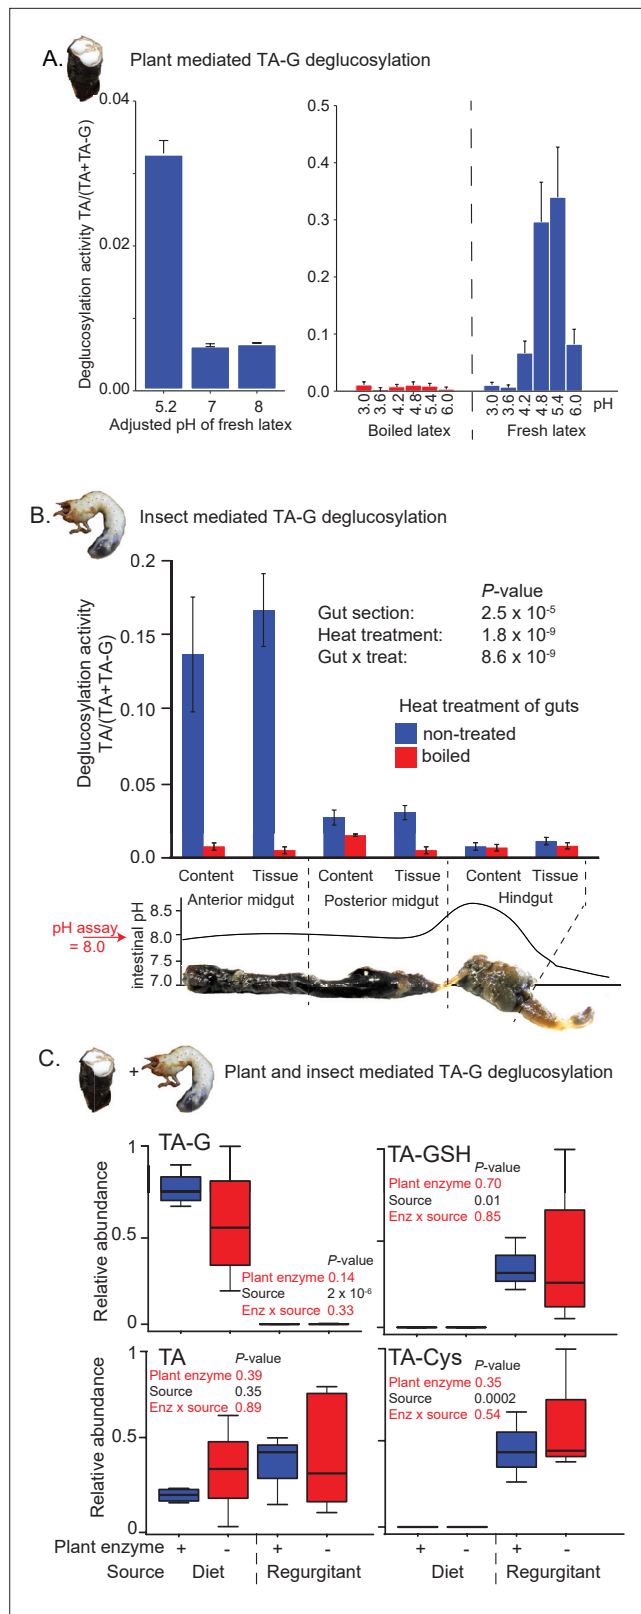 A. Plant mediated TA-G deglucosylation
Deglucosylation activity TA/(TA+TA-G)
0.04
0.02
0.00
5.2 7 8
Adjusted pH of fresh latex
0.5
0.4
0.3
0.2
0.1
0.0
3.0 3.6 4.2 4.8 5.4 6.0 3.0 3.6 4.2 4.8 5.4 6.0 pH
Boiled latex Fresh latex
B. Insect mediated TA-G deglucosylation
Deglucosylation activity
TA/(TA+TA-G)
0.2
0.15
0.10
0.05
0.0
P-value
Gut section: 2.5 x 10-5
Heat treatment: 1.8 x 10-9
Gut x treat: 8.6 x 10-9
Heat treatment of guts
non-treated
boiled
Content Tissue Content Tissue Content Tissue
Anterior midgut Posterior midgut Hindgut
pH assay
= 8.0
intestinal pH
8.5
8.0
7.5
7.0
C. + Plant and insect mediated TA-G deglucosylation
Relative abundance
1
0.5
0
TA-G
P-value
Plant enzyme 0.14
Source 2 x 10-6
Enz x source 0.33
TA-GSH
P-value
Plant enzyme 0.70
Source 0.01
Enz x source 0.85
Relative abundance
1
0.5
0
TA
P-value
Plant enzyme 0.39
Source 0.35
Enz x source 0.89
TA-Cys
P-value
Plant enzyme 0.35
Source 0.0002
Enz x source 0.54
Plant enzyme + - + - + - + -
Source Diet Regurgitant Diet Regurgitant